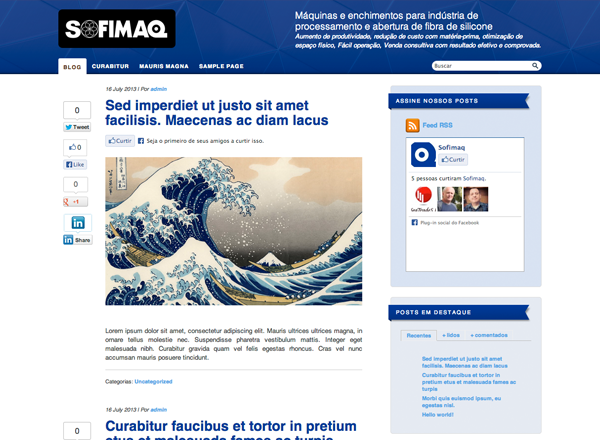 SOFIMAQ
Máquinas e enchimentos para indústria de
processamento e abertura de fibra de silicone
Aumento de produtividade, redução de custo com matéria-prima, otimização de
espaço físico, Fácil operação, Venda consultiva com resultado efetivo e comprovada.
BLOG CURABITUR MAURIS MAGNA SAMPLE PAGE
Buscar
0
Tweet
0
Like
0
+1
in
in Share
16 July 2013 / Por admin
Sed imperdiet ut justo sit amet
facilisis. Maecenas ac diam lacus
Curtir Seja o primeiro de seus amigos a curtir isso.
Lorem ipsum dolor sit amet, consectetur adipiscing elit. Mauris ultrices ultrices magna, in
ornare tellus molestie nec. Suspendisse pharetra vestibulum mattis. Integer eget
malesuada nibh. Curabitur gravida quam vel felis egestas rhoncus. Cras vel nunc
accumsan mauris posuere tincidunt.
Categorias: Uncategorized
0
16 July 2013 / Por admin
Curabitur faucibus et tortor in pretium
etus et malesuada fames ac turpis
ASSINE NOSSOS POSTS
Feed RSS
Sofimaq
Curtir
5 pessoas curtiram Sofimaq.
Plug-in social do Facebook
POSTS EM DESTAQUE
Recentes + lidos + comentados
Sed imperdiet ut justo sit amet
facilisis. Maecenas ac diam lacus
Curabitur faucibus et tortor in
pretium etus et malesuada fames ac
turpis
Morbi quis euismod ipsum, eu
egestas nisl.
Hello world!